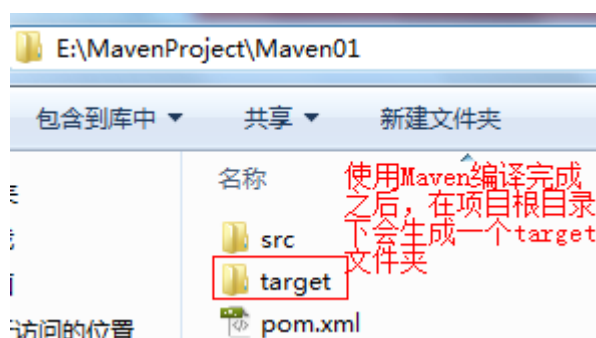 E:\MavenProject\Maven01
包含到库中
共享
新建文件夹
名称
使用Maven编译完成
之后，在项目根目录
下会生成一个target
文件夹
src
target
pom.xml
访问的位置